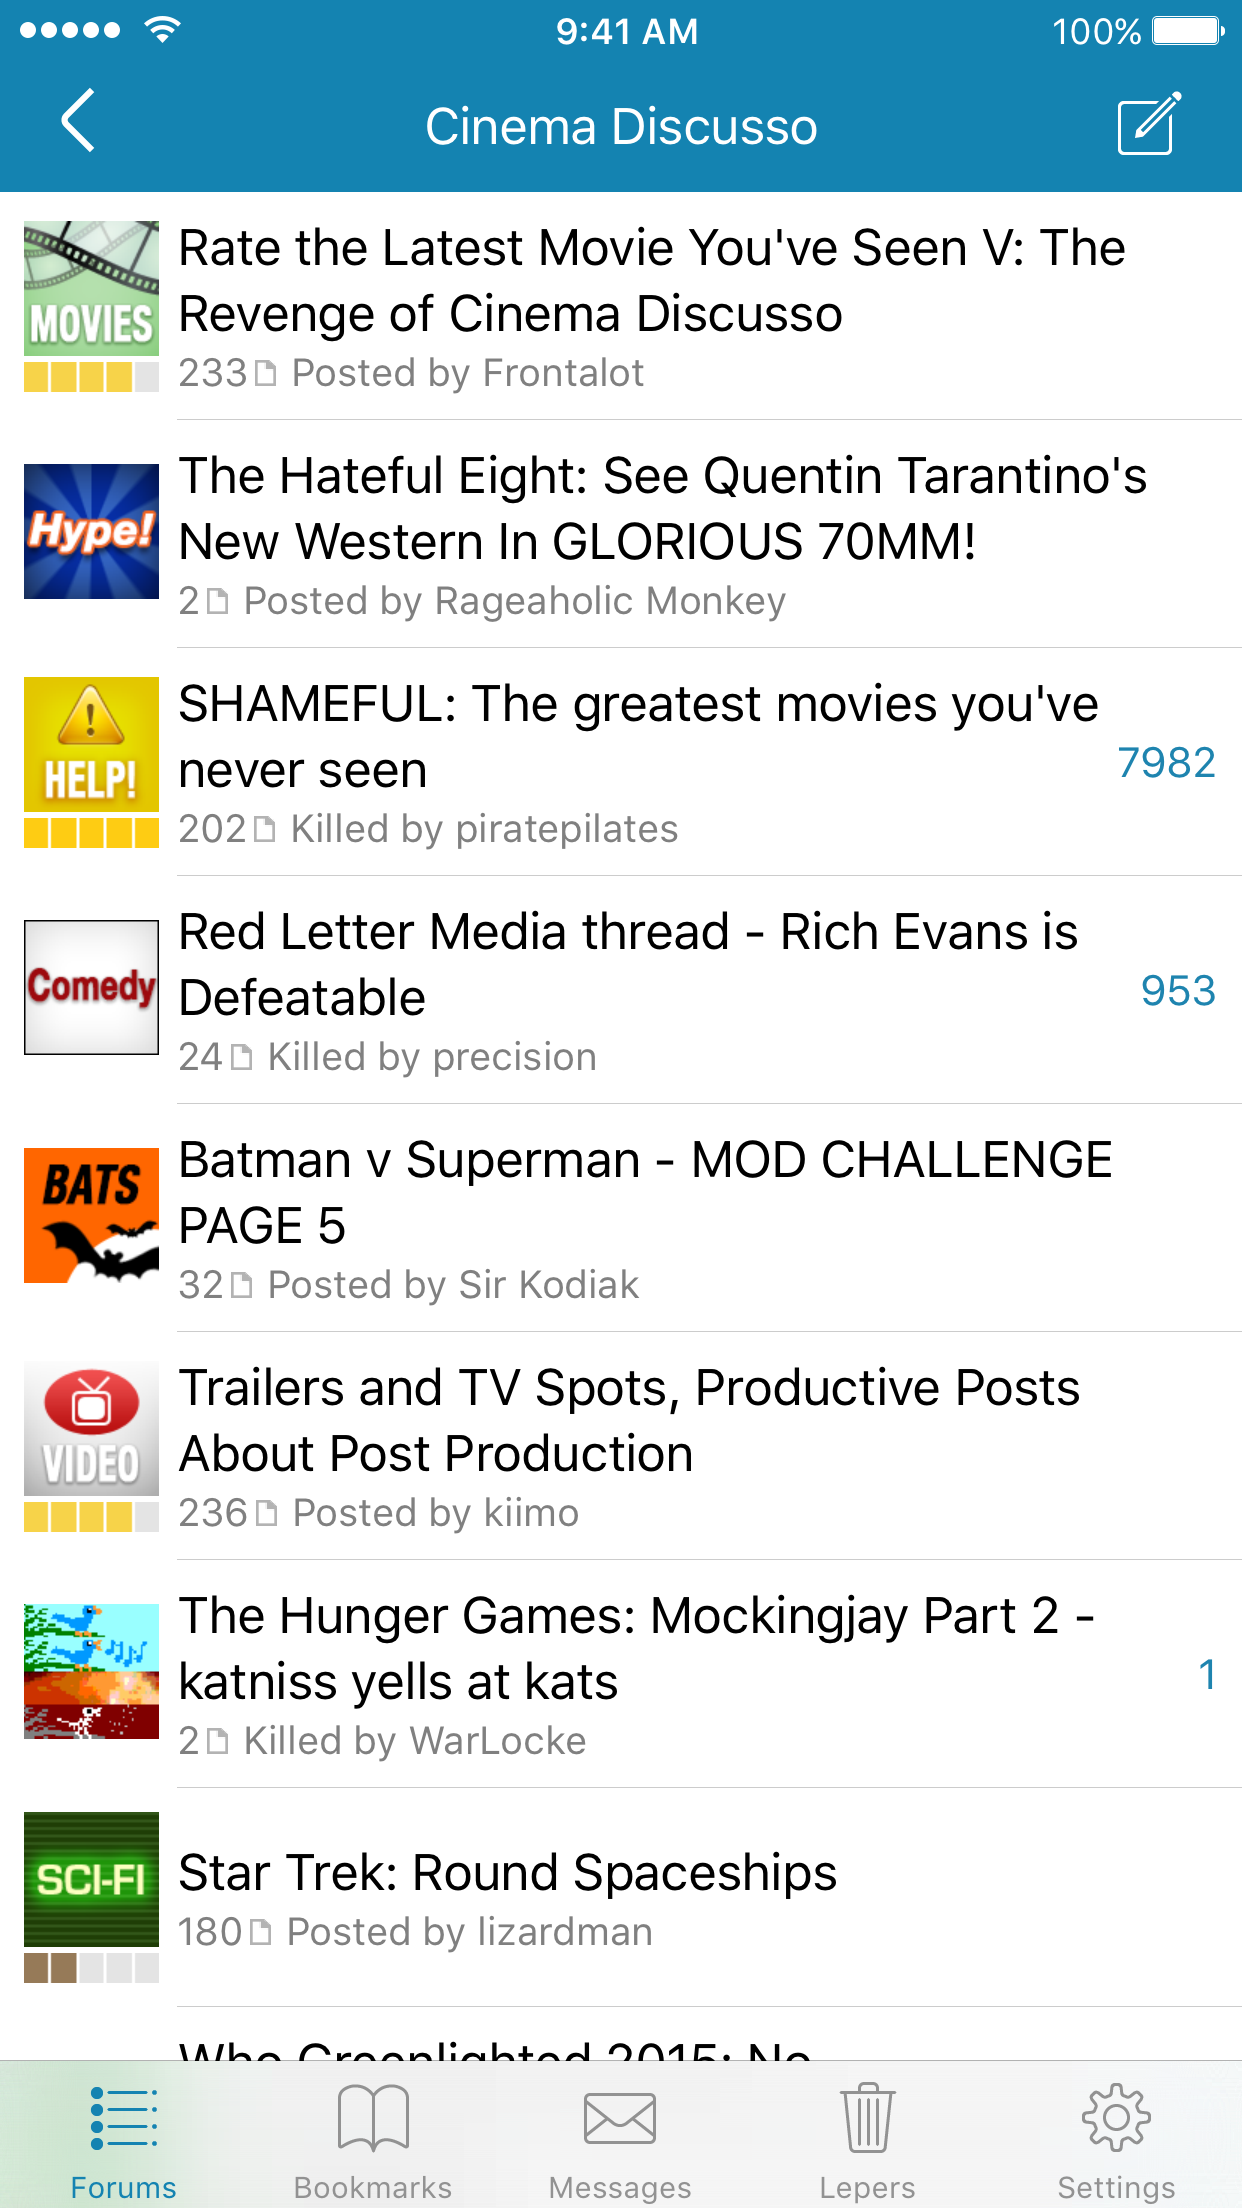 9:41 AM
100%
Cinema Discusso
MOVIES
Rate the Latest Movie You've Seen V: The
Revenge of Cinema Discusso
233 Posted by Frontalot
Hype!
The Hateful Eight: See Quentin Tarantino's
New Western In GLORIOUS 70MM!
2 Posted by Rageaholic Monkey
HELP!
SHAMEFUL: The greatest movies you've
never seen
7982
202 Killed by piratepilates
Comedy
Red Letter Media thread - Rich Evans is
Defeatable
953
24 Killed by precision
BATS
Batman v Superman - MOD CHALLENGE
PAGE 5
32 Posted by Sir Kodiak
VIDEO
Trailers and TV Spots, Productive Posts
About Post Production
236 Posted by kiimo
The Hunger Games: Mockingjay Part 2 -
katniss yells at kats
1
2 Killed by WarLocke
SCI-FI
Star Trek: Round Spaceships
180 Posted by lizardman
Who Greenlighted 2015: No
Forums
Bookmarks
Messages
Lepers
Settings